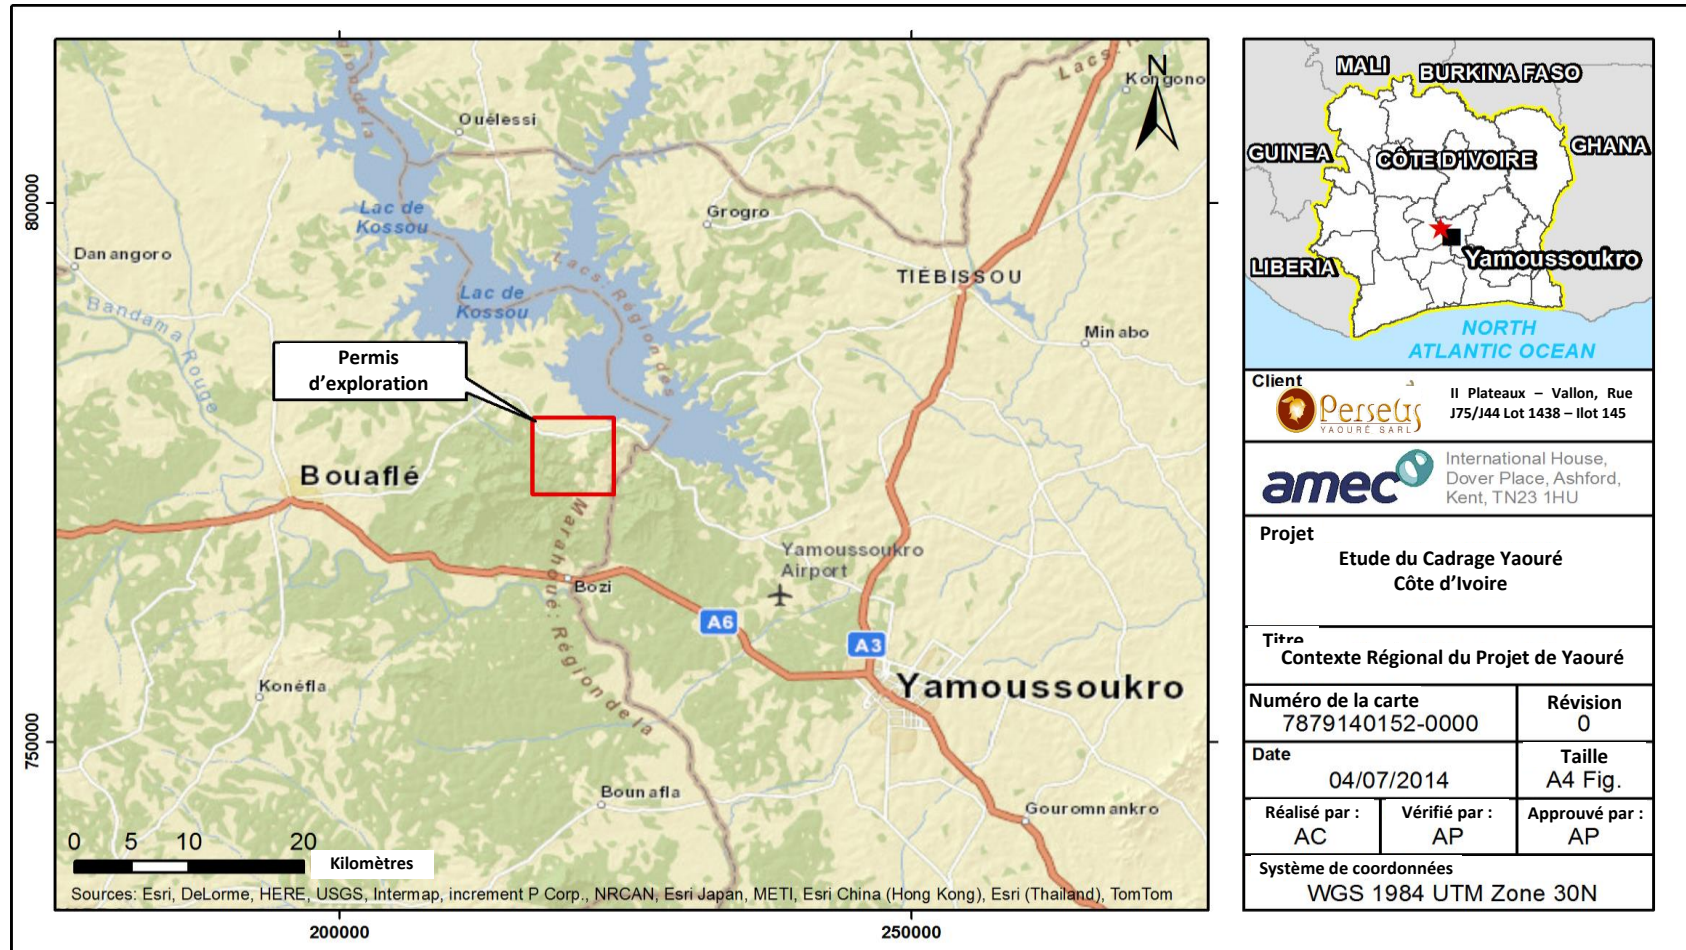 Kongono
Lacs
N
Ouélessi
gion de la
800000
Lac de
Kossou
Grogro
Danangoro
Lacs: Région des
TIÉBISSOU
Lac de
Kossou
Bandama Rouge
Minabo
Permis
d’exploration
Bouaflé
Marahoué: Région de la
Yamoussoukro
Airport
Bozi
A6
A3
Konéfla
Yamoussoukro
750000
Bounafla
Gouromnankro
0 5 10 20
Kilomètres
Sources: Esri, DeLorme, HERE, USGS, Intermap, increment P Corp., NRCAN, Esri Japan, METI, Esri China (Hong Kong), Esri (Thailand), TomTom
200000 250000
MALI
BURKINA FASO
GUINEA
CÔTE D'IVOIRE
GHANA
Yamoussoukro
LIBERIA
NORTH
ATLANTIC OCEAN
Client
Perseus
YAOURÉ SARL
II Plateaux – Vallon, Rue
J75/J44 Lot 1438 – Ilot 145
amec
International House,
Dover Place, Ashford,
Kent, TN23 1HU
Projet
Etude du Cadrage Yaouré
Côte d’Ivoire
Titre
Contexte Régional du Projet de Yaouré
Numéro de la carte
7879140152-0000
Révision
0
Date
04/07/2014
Taille
A4 Fig.
Réalisé par :
AC
Vérifié par :
AP
Approuvé par :
AP
Système de coordonnées
WGS 1984 UTM Zone 30N